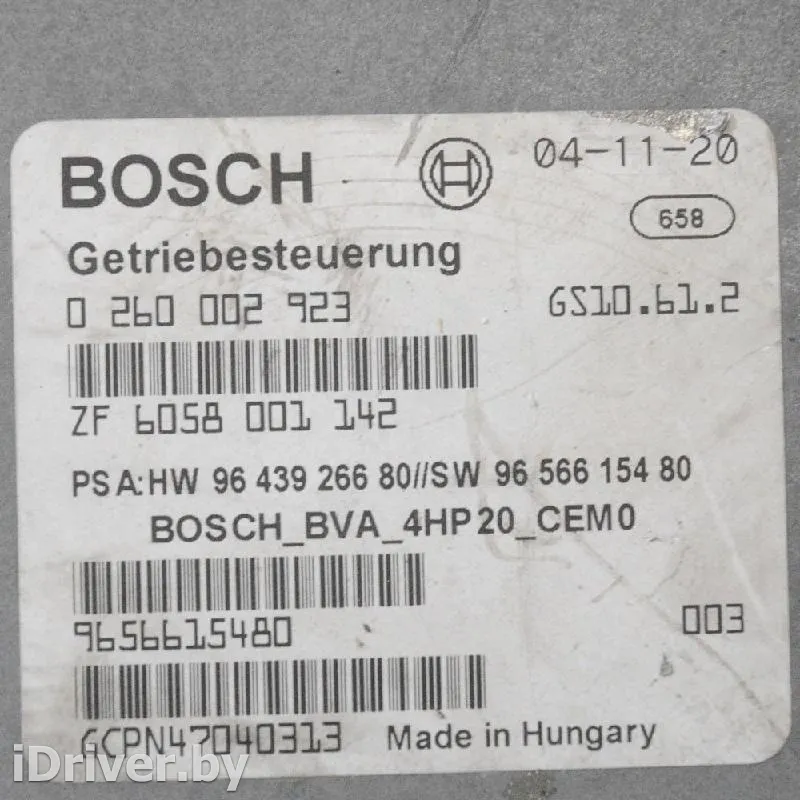 BOSCH 04-11-20
658
Getriebesteuerung
0 260 002 923 GS10.61.2
ZF 6058 001 142
PSA:HW 96 439 266 80//SW 96 566 154 80
BOSCH_BVA_4HP20_CEM0
9656615480 003
6CPN47040313 Made in Hungary
iDriver.by